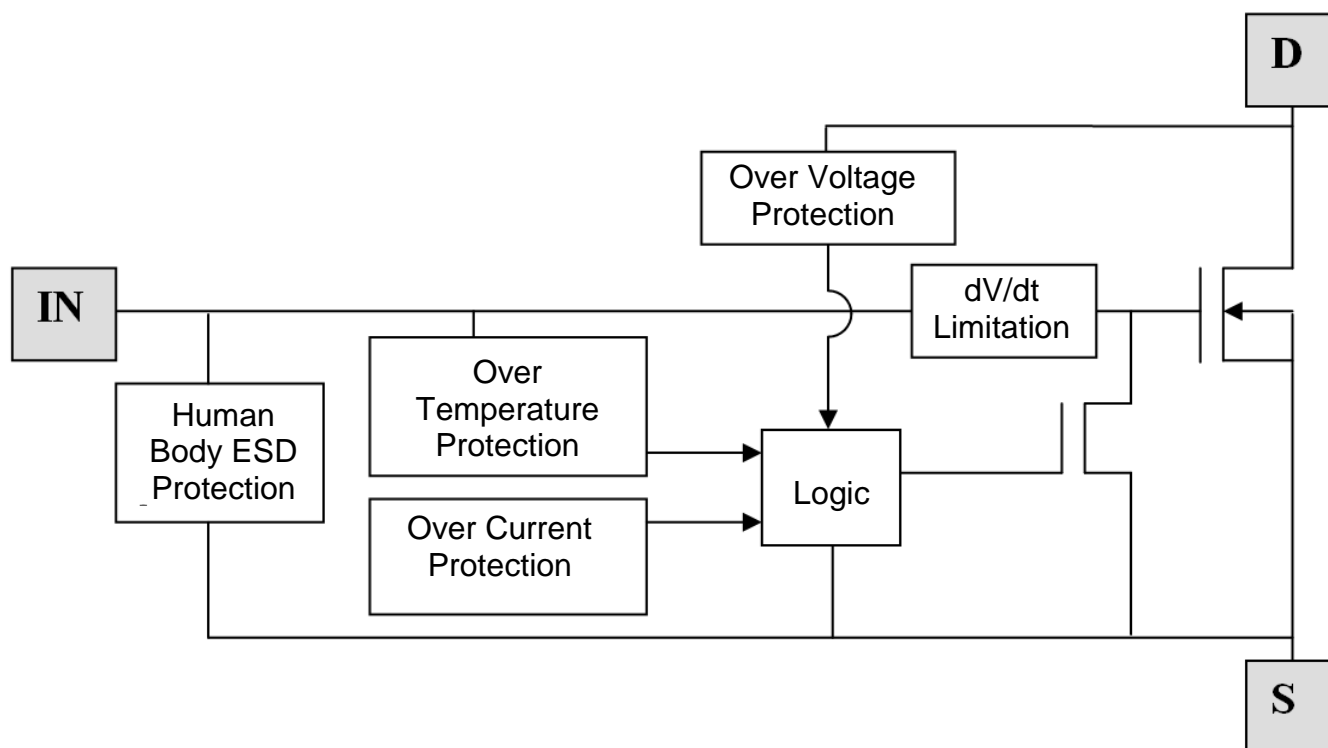 D
Over Voltage
Protection
IN
dV/dt
Limitation
Over
Temperature
Protection
Human
Body ESD
Protection
Logic
Over Current
Protection
S